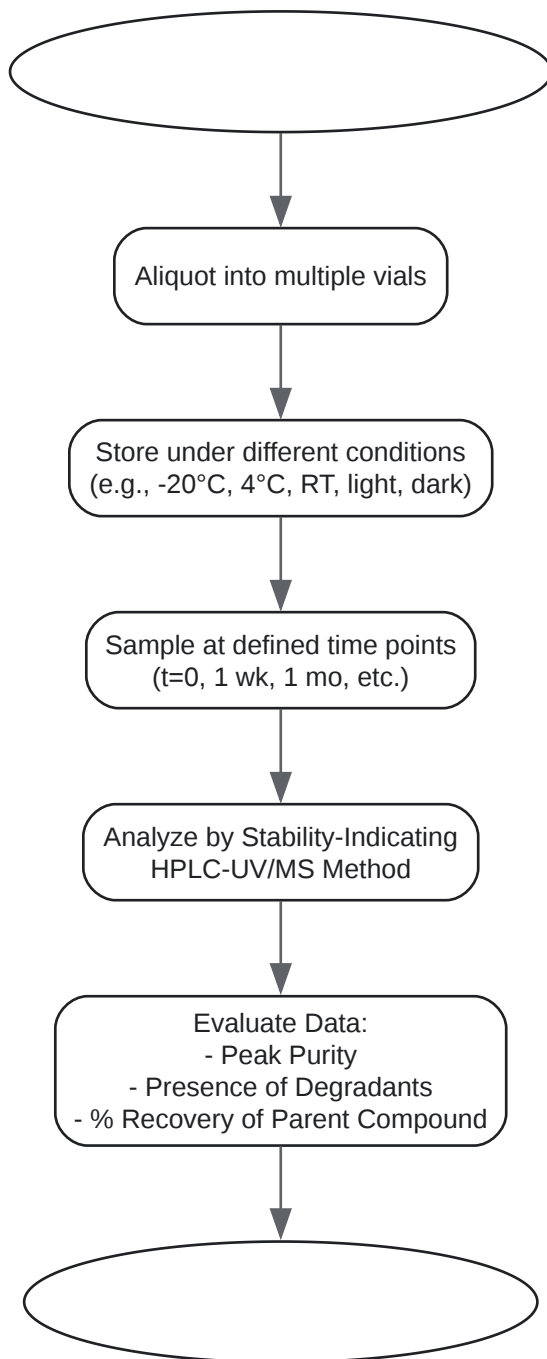 Aliquot into multiple vials
Store under different conditions
(e.g., -20°C, 4°C, RT, light, dark)
Sample at defined time points
(t=0, 1 wk, 1 mo, etc.)
Analyze by Stability-Indicating
HPLC-UV/MS Method
Evaluate Data:
- Peak Purity
- Presence of Degradants
- % Recovery of Parent Compound